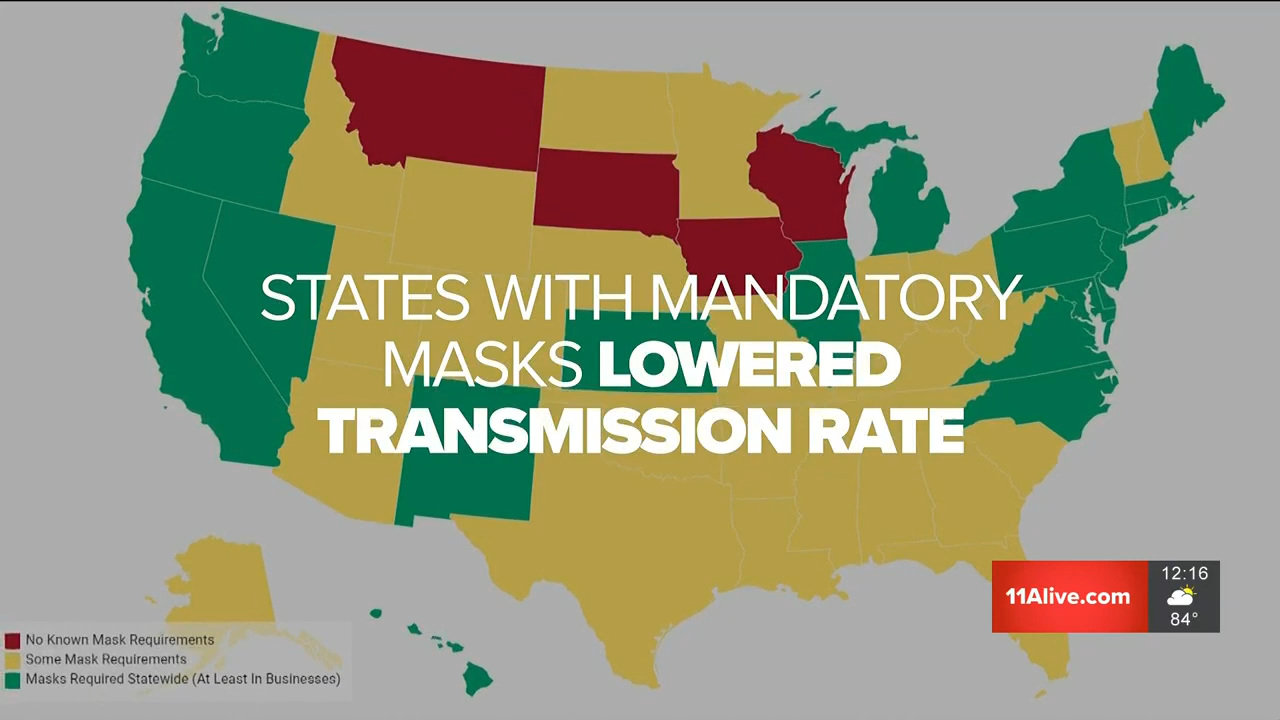 STATES WITH MANDATORY
MASKS LOWERED
TRANSMISSION RATE
11Alive.com
12:16
84°
No Known Mask Requirements
Some Mask Requirements
Masks Required Statewide (At Least In Businesses)